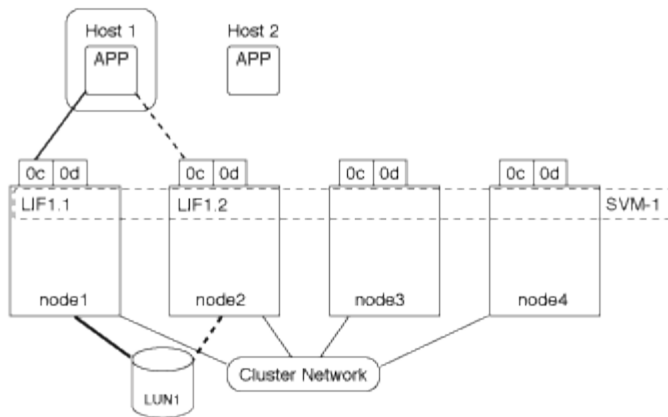 Host 1
Host 2
APP
APP
0c 0d
0c 0d
0c 0d
0c 0d
LIF1.1
LIF1.2
SVM-1
node1
node2
node3
node4
Cluster Network
LUN1